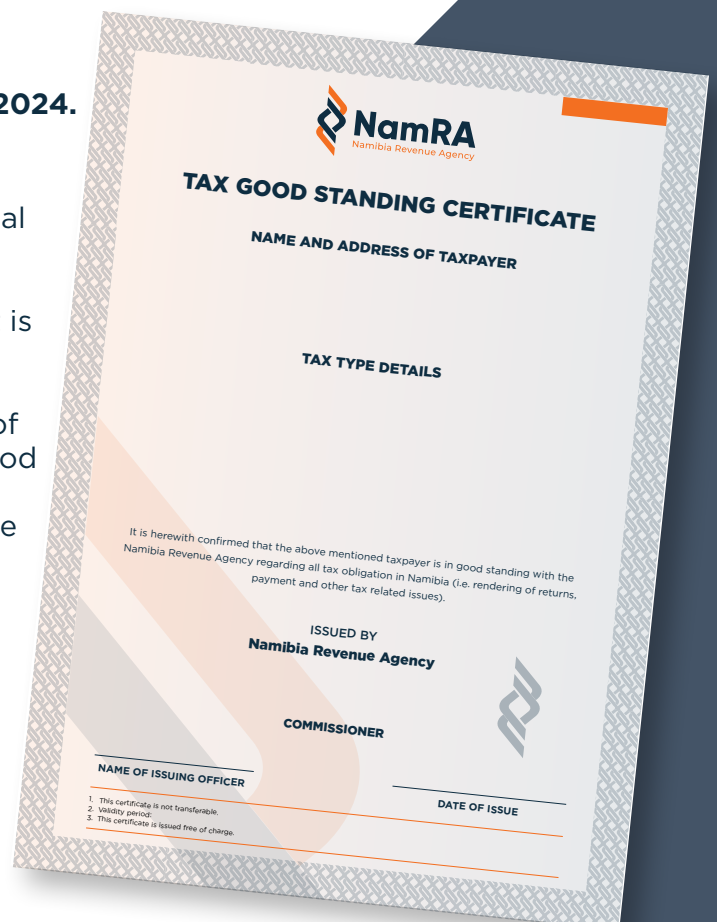 2024.
al
is
of
od
e
NamRA
Namibia Revenue Agency
TAX GOOD STANDING CERTIFICATE
NAME AND ADDRESS OF TAXPAYER
TAX TYPE DETAILS
It is herewith confirmed that the above mentioned taxpayer is in good standing with the
Namibia Revenue Agency regarding all tax obligation in Namibia (i.e. rendering of returns,
payment and other tax related issues).
ISSUED BY
Namibia Revenue Agency
COMMISSIONER
NAME OF ISSUING OFFICER
DATE OF ISSUE
1. This certificate is not transferable.
2. Validity period:
3. This certificate is issued free of charge.